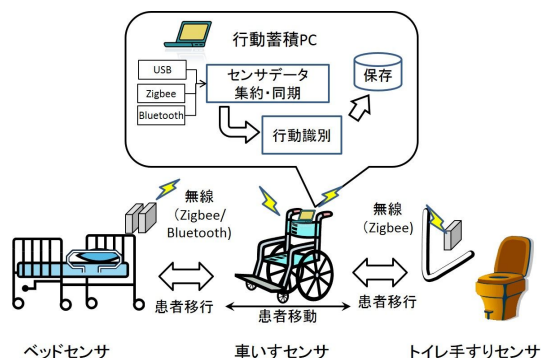 行動蓄積PC
USB
Zigbee
Bluetooth
センサデータ
集約・同期
保存
行動識別
無線
（Zigbee/
Bluetooth)
無線
（Zigbee)
患者移行
患者移動
患者移行
ベッドセンサ
車いすセンサ
トイレ手すりセンサ